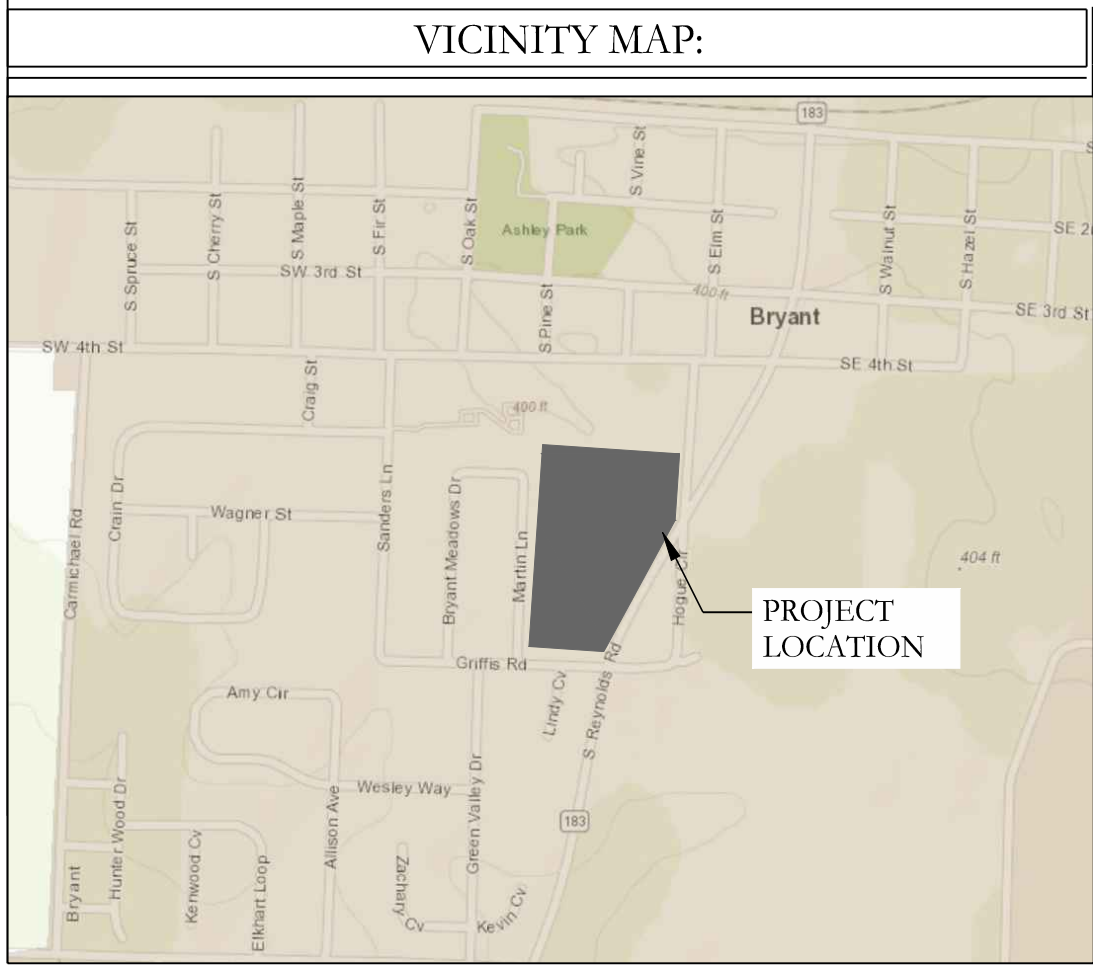 VICINITY MAP:
183
S Vine St
S Maple St
S Cherry St
S Fir St
S Oak St
S Spruce St
Ashley Park
S Elm St
S Walnut St
S Hazel St
SE 2
SW 3rd St
400 ft
S Pine St
Bryant
SE 3rd St
SW 4th St
SE 4th St
Craig St
400 ft
Crain Dr
Wagner St
Sanders Ln
Bryant Meadows Dr
Martin Ln
Carmichael Rd
Hogue Cir
404 ft
PROJECT
LOCATION
Griffis Rd
Amy Cir
Lindy Cv
S Reynolds Rd
Wesley Way
Green Valley Dr
Allison Ave
Hunter Wood Dr
183
Kenwood Cv
Elkhart Loop
Zachary
Cv
Kevin Cv
Bryant